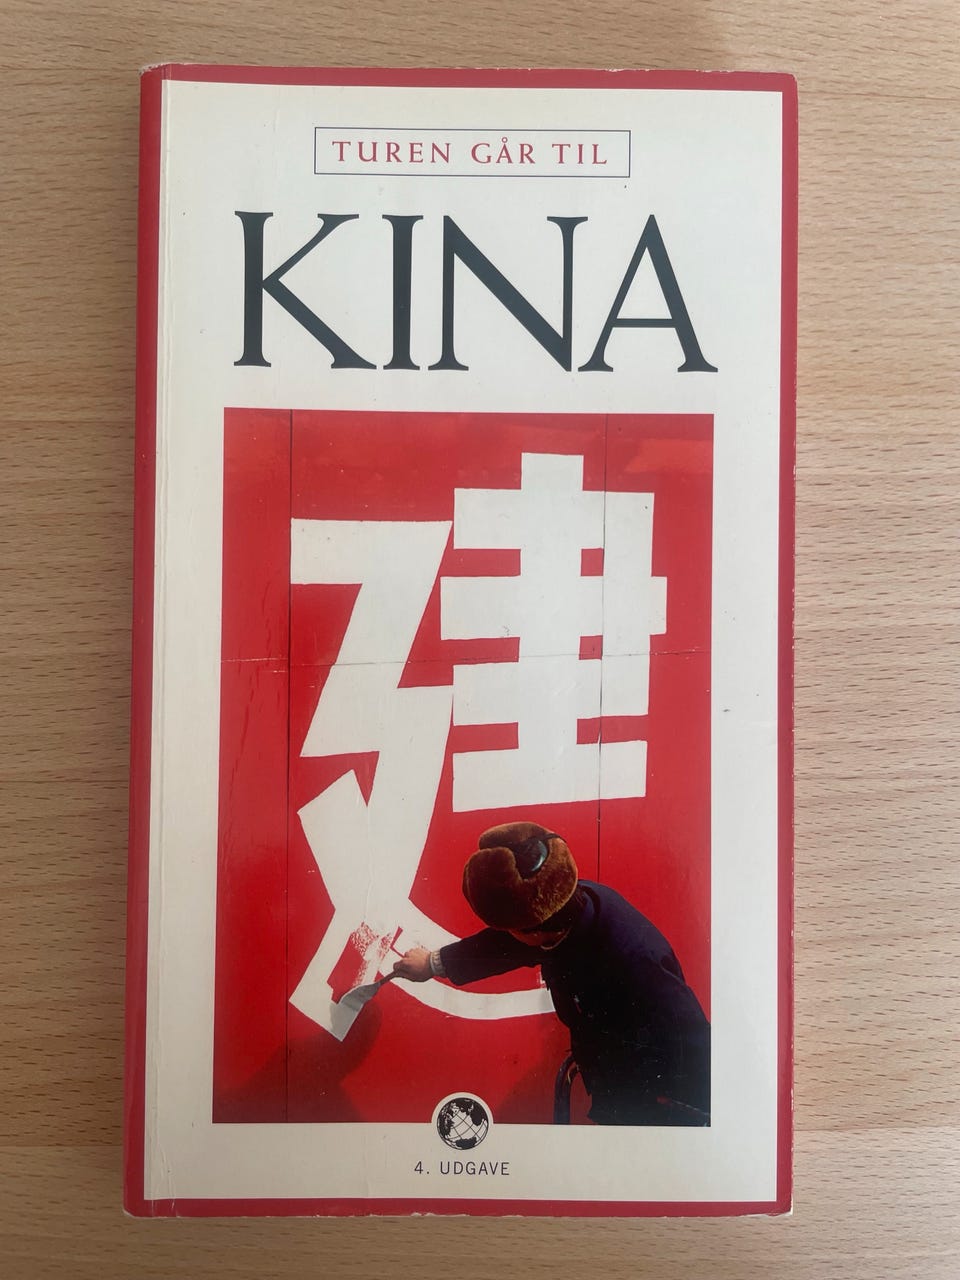 TUREN GÅR TIL
KINA
建
4. UDGAVE